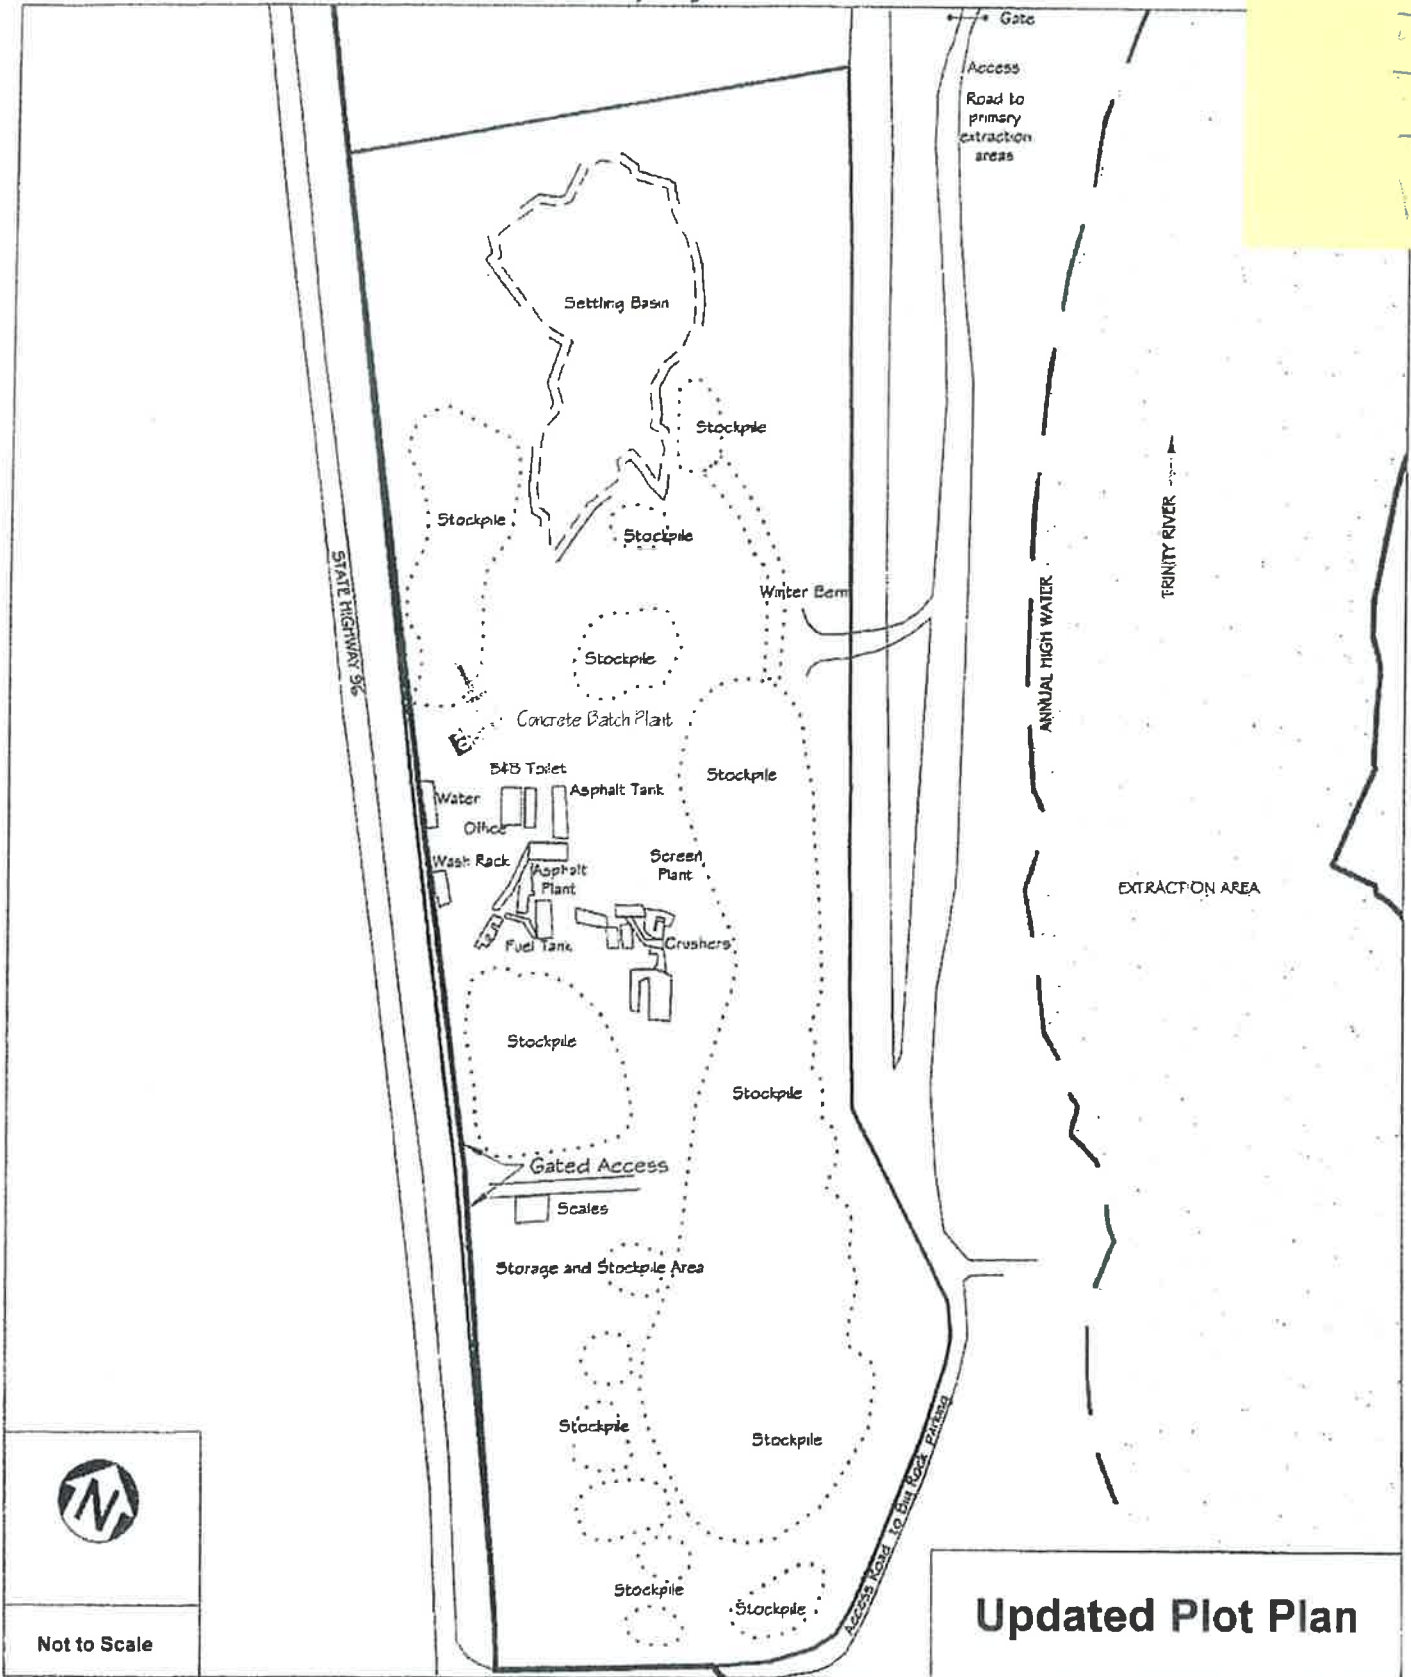 Gate
Access
Road to
primary
extraction
areas
Settling Basin
Stockpile
Stockpile
Stockpile
TRINITY RIVER
STATE HIGHWAY 96
Winter Berm
ANNUAL HIGH WATER
Stockpile
Concrete Batch Plant
B&B Toilet
Stockpile
Asphalt Tank
Water
Office
Wash Rack
Asphalt
Plant
Screen
Plant
EXTRACTION AREA
Fuel Tank
Crushers
Stockpile
Stockpile
Gated Access
Scales
Storage and Stockpile Area
Stockpile
Stockpile
Access Road to Big Rock Parking
N
Stockpile
Stockpile
Not to Scale
Updated Plot Plan